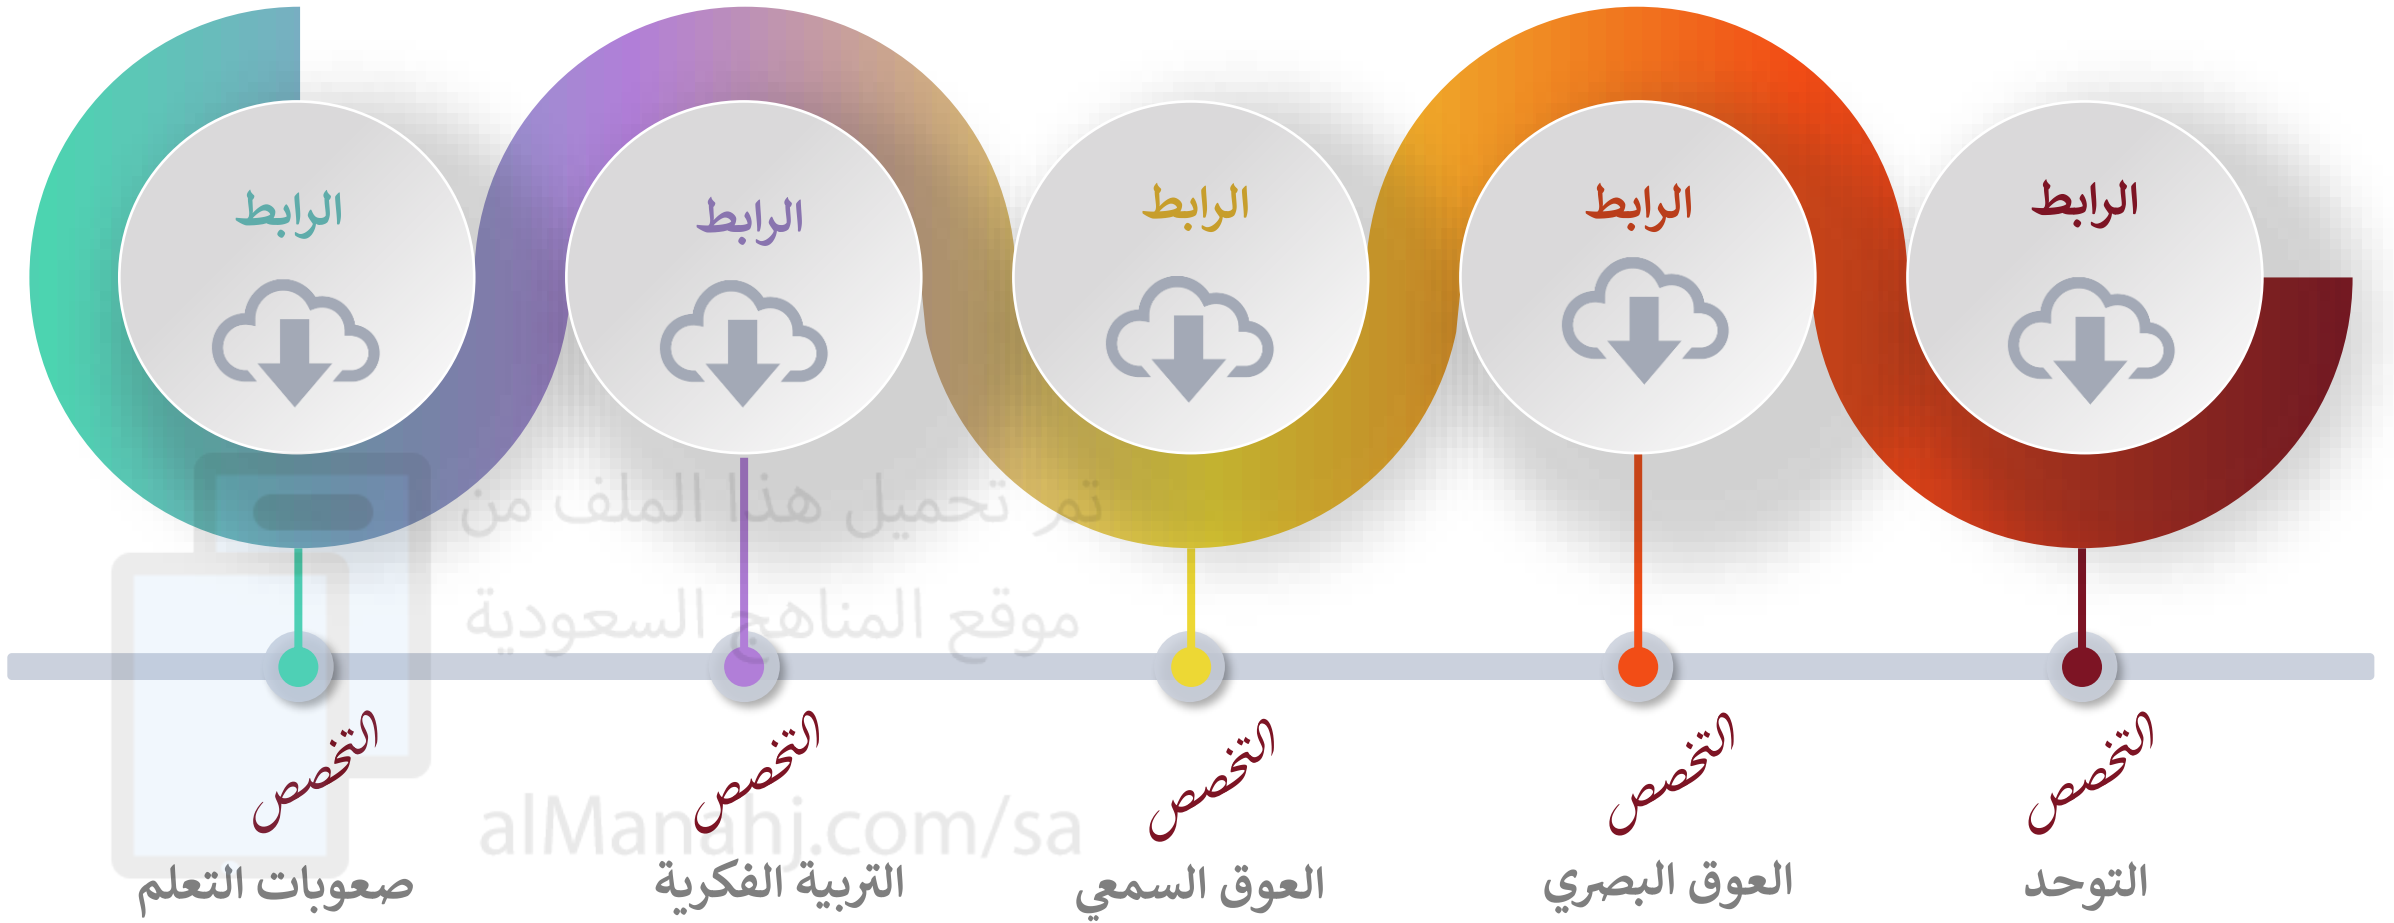 الرابط
الرابط
الرابط
الرابط
الرابط
تم تحميل هذا الملف من
موقع المناهج السعودية
التخصص
التخصص
التخصص
التخصص
التخصص
alManahj.com/sa
التوحد
العوق البصري
العوق السمعي
التربية الفكرية
صعوبات التعلم